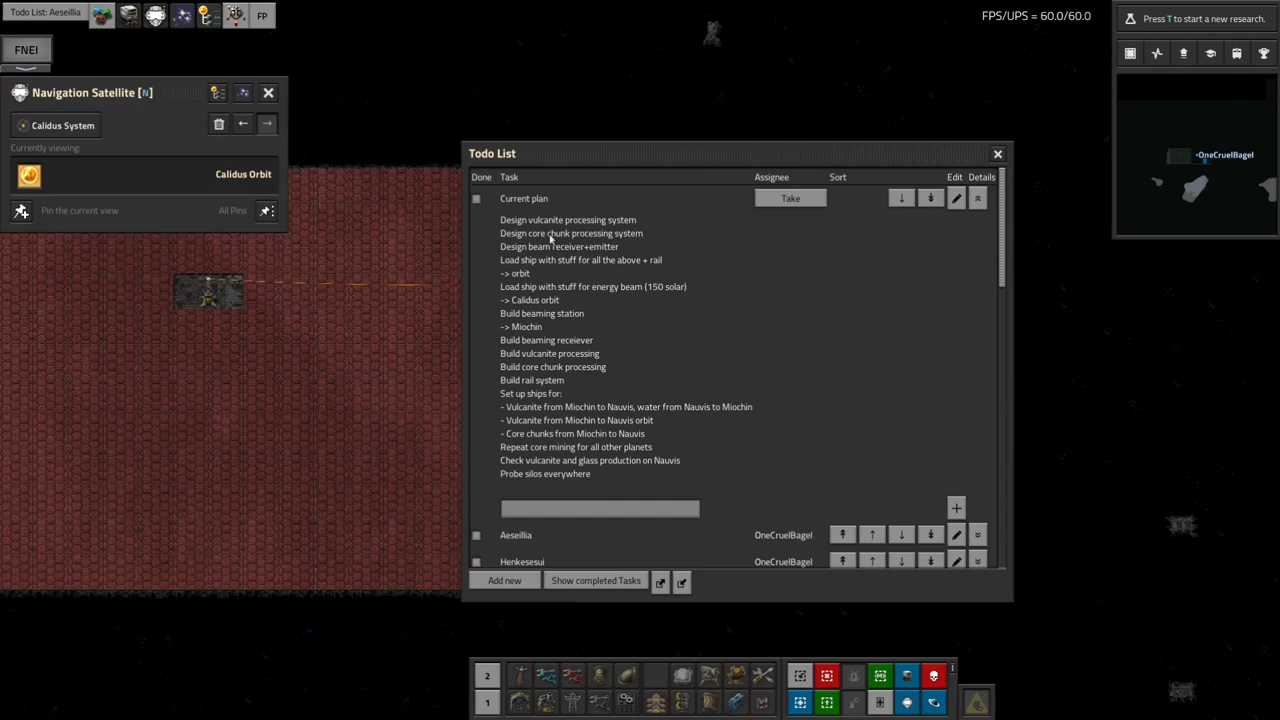 Todo List: Aeseillia
FP
FPS/UPS = 60.0/60.0
Press T to start a new research.
FNEI
Navigation Satellite [N]
Calidus System
Currently viewing:
Calidus Orbit
Pin the current view
All Pins
OneCruelBagel
Todo List
Done Task Assignee Sort Edit Details
Current plan
Take
Design vulcanite processing system
Design core chunk processing system
Design beam receiver+emitter
Load ship with stuff for all the above + rail
-> orbit
Load ship with stuff for energy beam (150 solar)
-> Calidus orbit
Build beaming station
-> Miochin
Build beaming receiever
Build vulcanite processing
Build core chunk processing
Build rail system
Set up ships for:
- Vulcanite from Miochin to Nauvis, water from Nauvis to Miochin
- Vulcanite from Miochin to Nauvis orbit
- Core chunks from Miochin to Nauvis
Repeat core mining for all other planets
Check vulcanite and glass production on Nauvis
Probe silos everywhere
Aeseillia OneCruelBagel
Henkesesui OneCruelBagel
Add new
Show completed Tasks
2
1